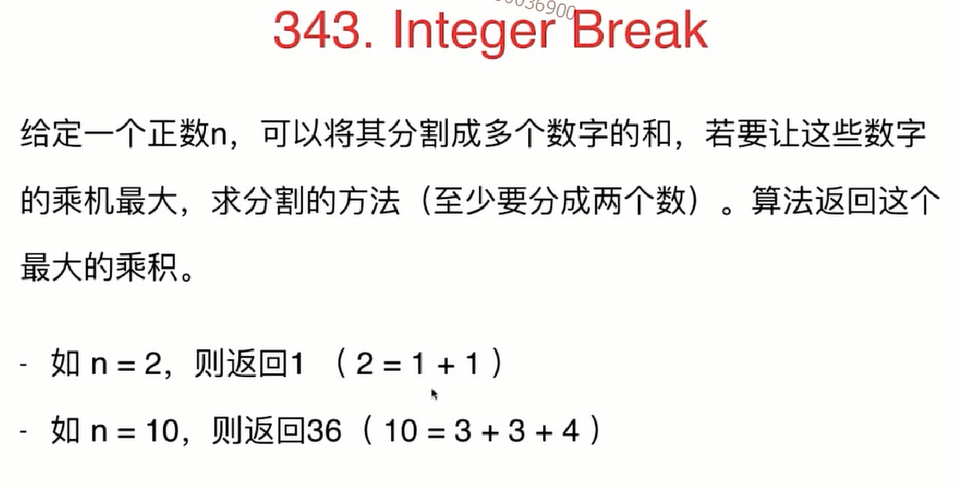 343. Integer Break
给定一个正数n，可以将其分割成多个数字的和，若要让这些数字
的乘机最大，求分割的方法（至少要分成两个数）。算法返回这个
最大的乘积。
- 如 n = 2，则返回1 （ 2 = 1 + 1 ）
- 如 n = 10，则返回36 （ 10 = 3 + 3 + 4 ）